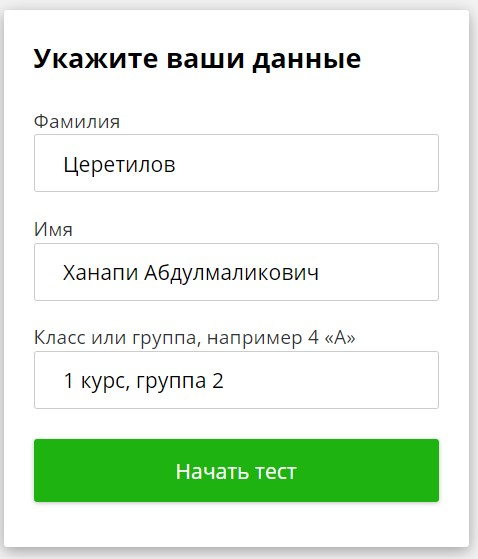 Укажите ваши данные
Фамилия
Церетилов
Имя
Ханапи Абдулмаликович
Класс или группа, например 4 «А»
1 курс, группа 2
Начать тест